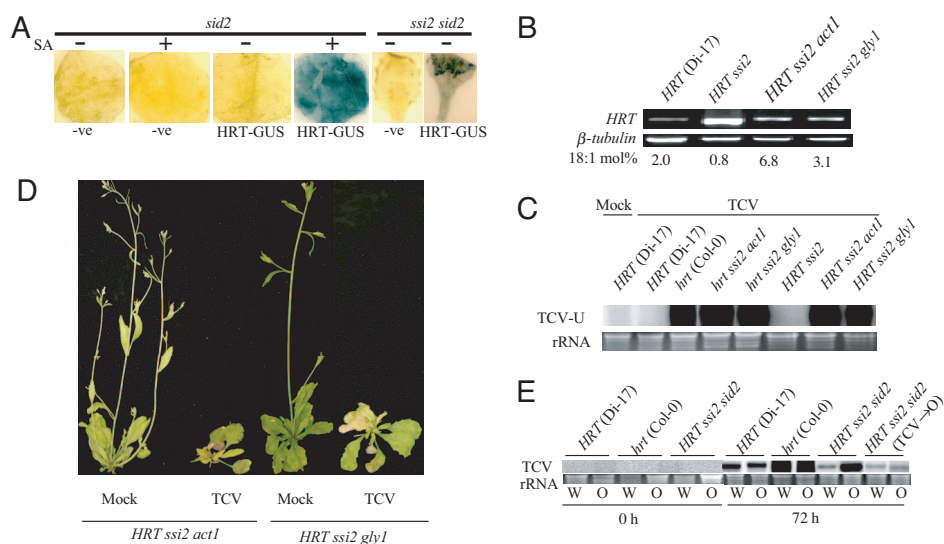 A
sid2
ssi2 sid2
SA
− + − + − −
-ve -ve HRT-GUS HRT-GUS -ve HRT-GUS
B
HRT (Di-17)
HRT ssi2
HRT ssi2 act1
HRT ssi2 gly1
HRT
β-tubulin
18:1 mol% 2.0 0.8 6.8 3.1
C
Mock TCV
HRT (Di-17)
HRT (Di-17)
hrt (Col-0)
hrt ssi2 act1
hrt ssi2 gly1
HRT ssi2
HRT ssi2 act1
HRT ssi2 gly1
TCV-U
rRNA
D
Mock TCV Mock TCV
HRT ssi2 act1 HRT ssi2 gly1
E
HRT (Di-17)
hrt (Col-0)
HRT ssi2 sid2
HRT (Di-17)
hrt (Col-0)
HRT ssi2 sid2
HRT ssi2 sid2
(TCV→O)
TCV
rRNA
W O W O W O W O W O W O W O
0 h 72 h